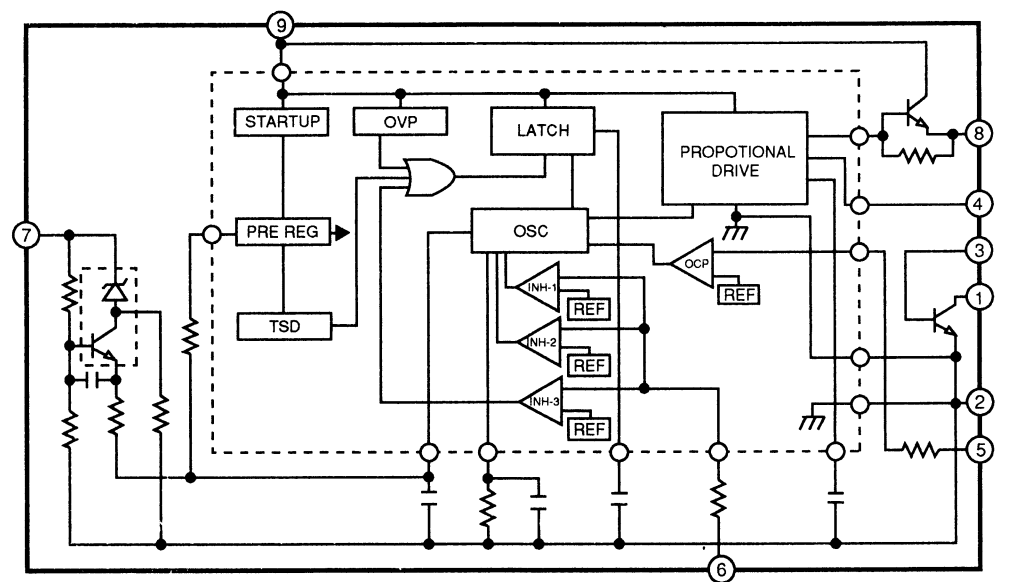 9
STARTUP
OVP
LATCH
PROPOTIONAL
DRIVE
8
4
7
PRE REG
OSC
3
OCP
REF
INH-1
REF
1
TSD
INH-2
REF
INH-3
REF
2
5
6